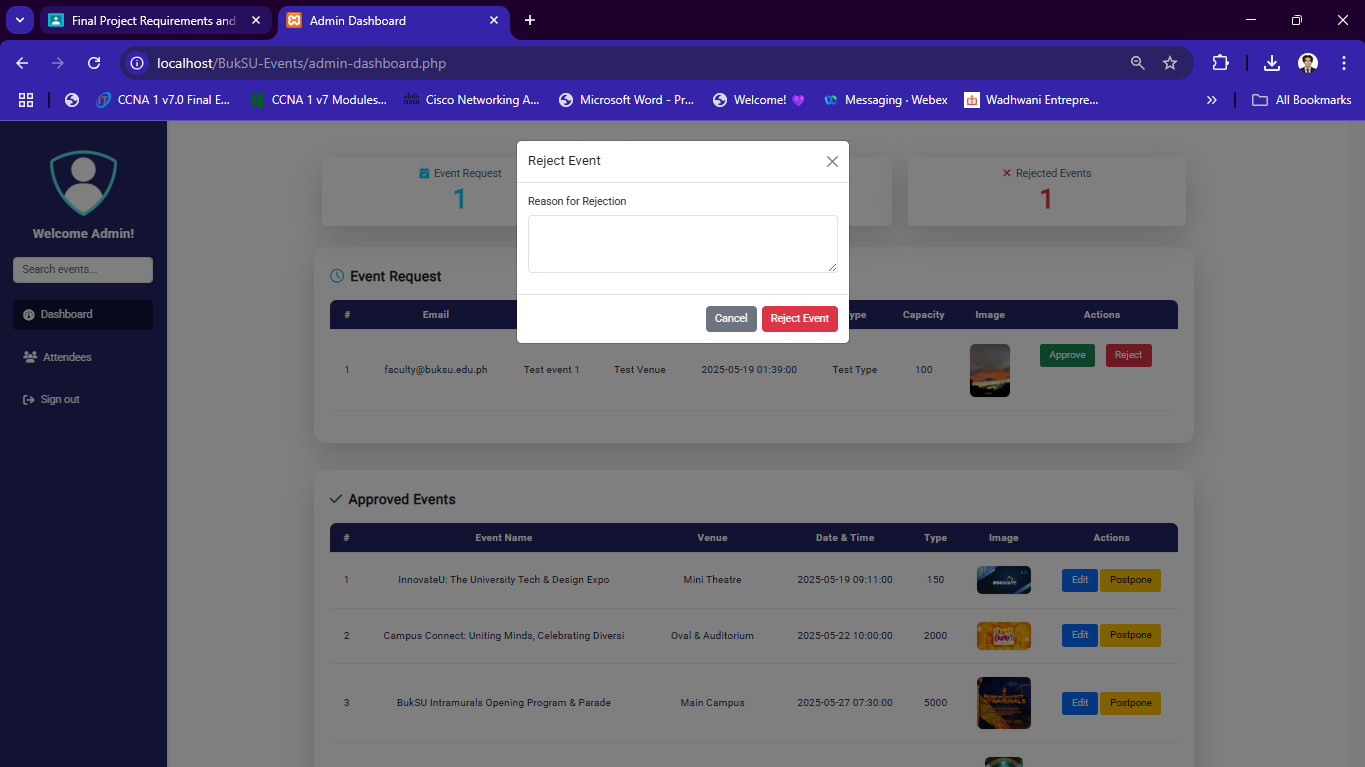 Final Project Requirements and
Admin Dashboard
localhost/BukSU-Events/admin-dashboard.php
CCNA 1 v7.0 Final E...
CCNA 1 v7 Modules...
Cisco Networking A...
Microsoft Word - Pr...
Welcome! 💜
Messaging · Webex
Wadhwani Entrepre...
All Bookmarks
Welcome Admin!
Search events...
Dashboard
Attendees
Sign out
Event Request
1
Rejected Events
1
Reject Event
Reason for Rejection
Cancel
Reject Event
Event Request
# Email ype Capacity Image Actions
1 faculty@buksu.edu.ph Test event 1 Test Venue 2025-05-19 01:39:00 Test Type 100 Approve Reject
Approved Events
# Event Name Venue Date & Time Type Image Actions
1 InnovateU: The University Tech & Design Expo Mini Theatre 2025-05-19 09:11:00 150 Edit Postpone
2 Campus Connect: Uniting Minds, Celebrating Diversi Oval & Auditorium 2025-05-22 10:00:00 2000 Edit Postpone
3 BukSU Intramurals Opening Program & Parade Main Campus 2025-05-27 07:30:00 5000 Edit Postpone